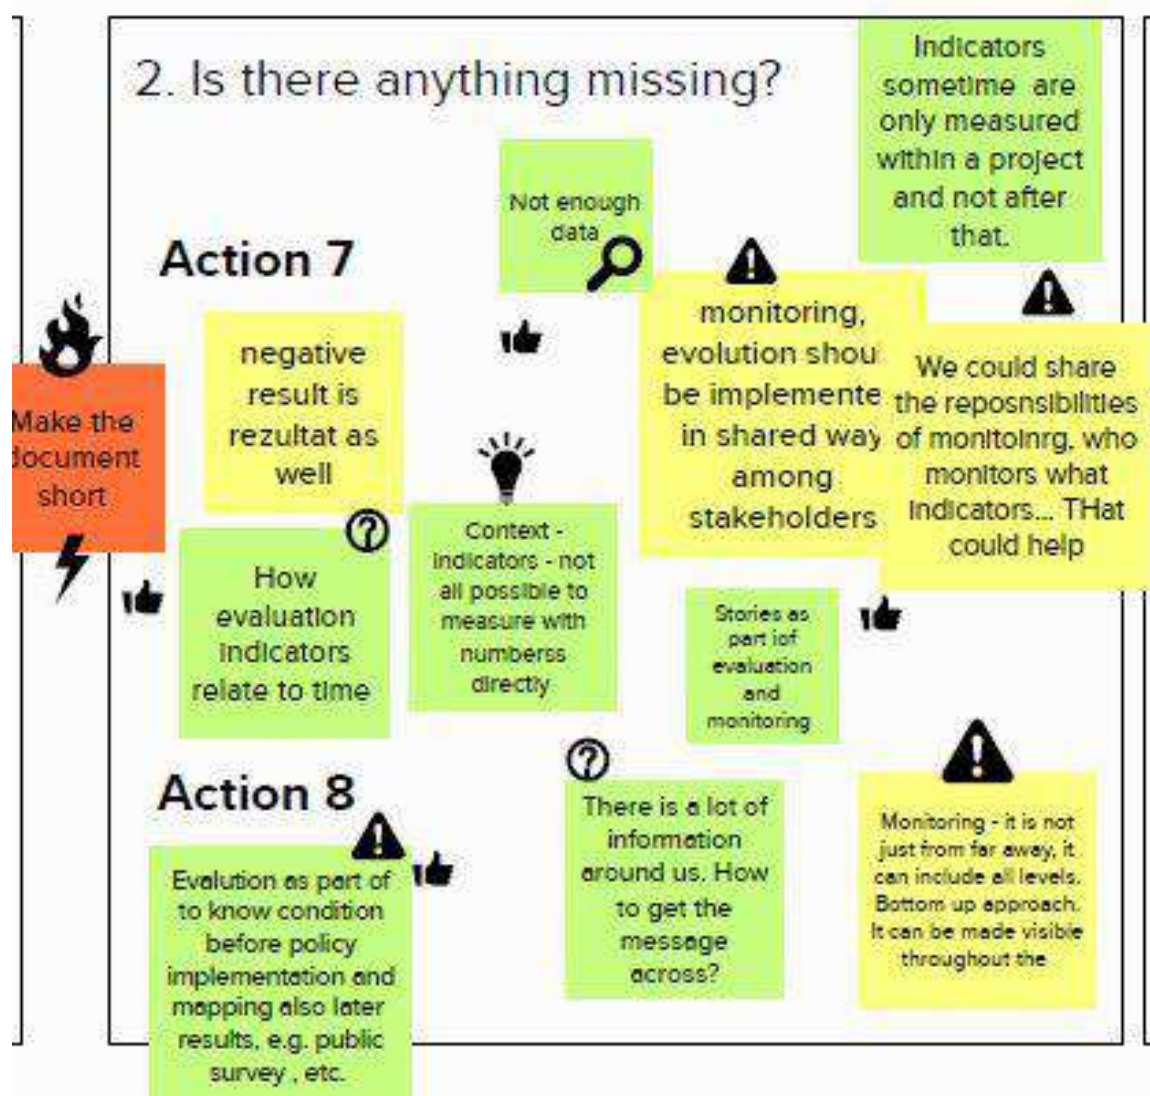 2. Is there anything missing?
Indicators
sometime are
only measured
within a project
and not after
that.
Not enough
data
Action 7
negative
result is
rezultat as
well
monitoring,
evolution shou
be implemente
in shared way
among
stakeholders
We could share
the reposnsibilities
of monitoinrg, who
monitors what
indicators... THat
could help
Make the
document
short
How
evaluation
indicators
relate to time
Context -
indicators - not
all possible to
measure with
numberss
directly
Stories as
part iof
evaluation
and
monitoring
Action 8
Evalution as part of
to know condition
before policy
implementation and
mapping also later
results, e.g. public
survey , etc.
There is a lot of
information
around us. How
to get the
message
across?
Monitoring - it is not
just from far away, it
can include all levels.
Bottom up approach.
It can be made visible
throughout the